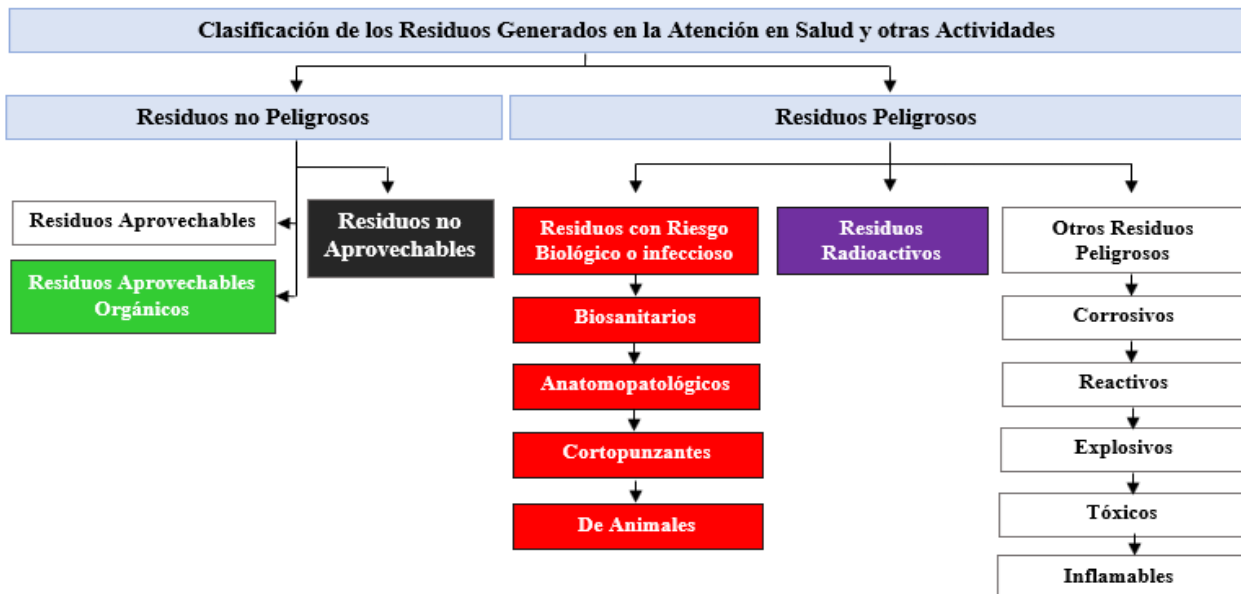 Clasificación de los Residuos Generados en la Atención en Salud y otras Actividades
Residuos no Peligrosos
Residuos Peligrosos
Residuos Aprovechables
Residuos Aprovechables
Orgánicos
Residuos no
Aprovechables
Residuos con Riesgo
Biológico o infeccioso
Biosanitarios
Anatomopatológicos
Cortopunzantes
De Animales
Residuos
Radioactivos
Otros Residuos
Peligrosos
Corrosivos
Reactivos
Explosivos
Tóxicos
Inflamables